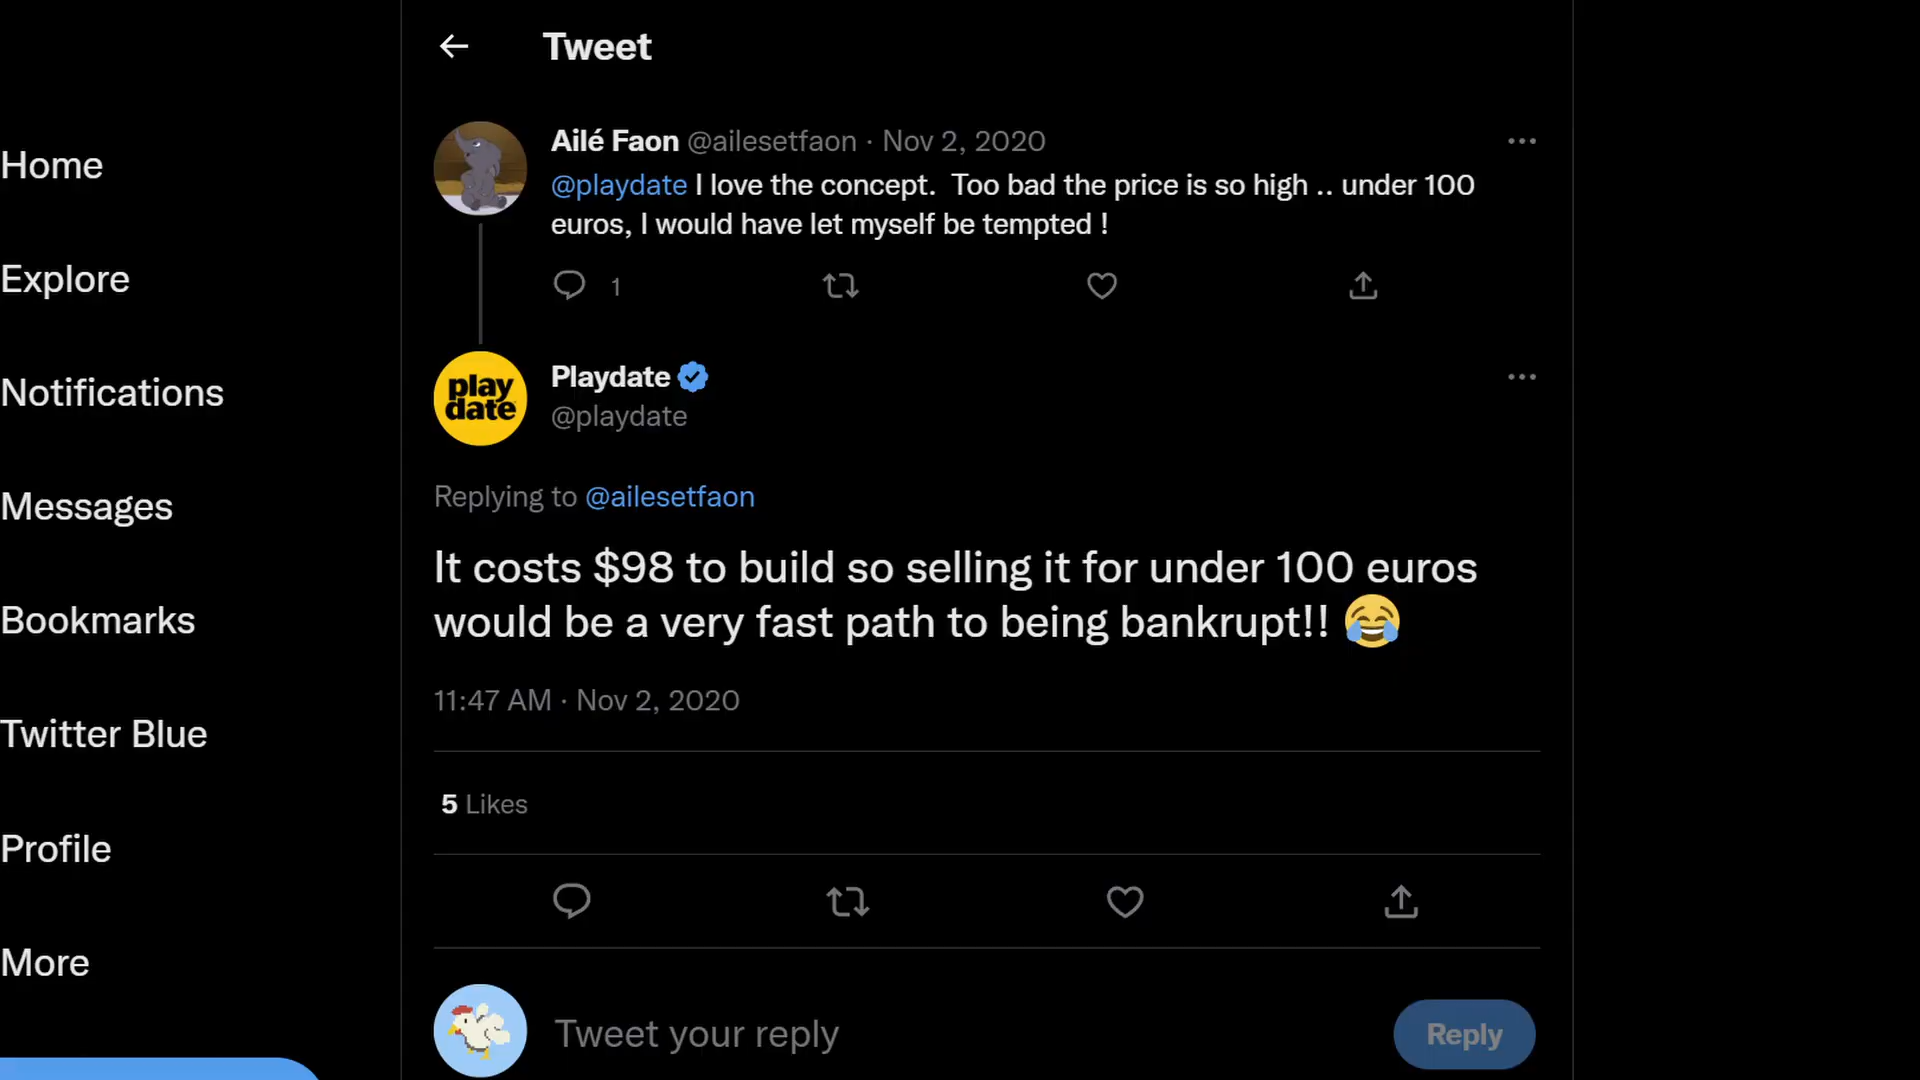 Tweet
Home
Explore
Notifications
Messages
Bookmarks
Twitter Blue
Profile
More
Ailé Faon @ailesetfaon · Nov 2, 2020
@playdate I love the concept.  Too bad the price is so high .. under 100
euros, I would have let myself be tempted !
1
play
date
Playdate
@playdate
Replying to @ailesetfaon
It costs $98 to build so selling it for under 100 euros
would be a very fast path to being bankrupt!! 😂
11:47 AM · Nov 2, 2020
5 Likes
Tweet your reply
Reply